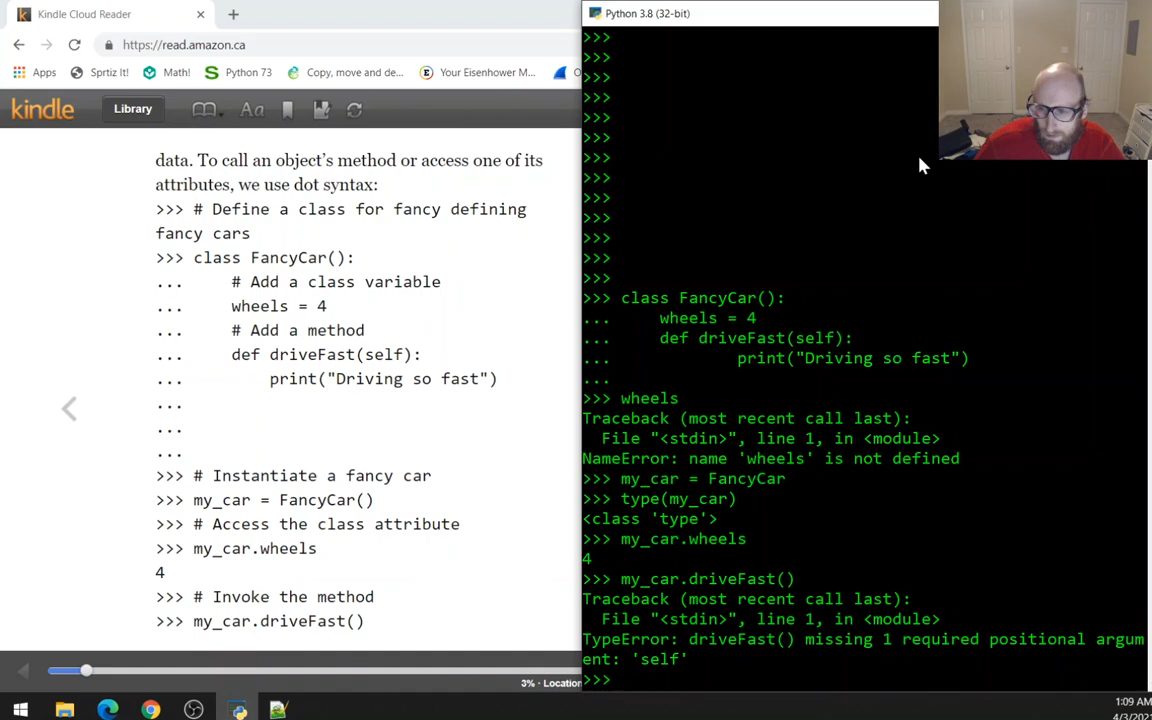 Kindle Cloud Reader
https://read.amazon.ca
Apps Sprtiz It! Math! Python 73 Copy, move and de... Your Eisenhower M...
kindle
Library
Aa
data. To call an object's method or access one of its
attributes, we use dot syntax:
>>> # Define a class for fancy defining
fancy cars
>>> class FancyCar():
... # Add a class variable
... wheels = 4
... # Add a method
... def driveFast(self):
... print("Driving so fast")
...
...
...
>>> # Instantiate a fancy car
>>> my_car = FancyCar()
>>> # Access the class attribute
>>> my_car.wheels
4
>>> # Invoke the method
>>> my_car.driveFast()
3% · Location
Python 3.8 (32-bit)
>>>
>>>
>>>
>>>
>>>
>>>
>>>
>>>
>>>
>>>
>>>
>>>
>>>
>>> class FancyCar():
... wheels = 4
... def driveFast(self):
... print("Driving so fast")
...
>>> wheels
Traceback (most recent call last):
File "<stdin>", line 1, in <module>
NameError: name 'wheels' is not defined
>>> my_car = FancyCar
>>> type(my_car)
<class 'type'>
>>> my_car.wheels
4
>>> my_car.driveFast()
Traceback (most recent call last):
File "<stdin>", line 1, in <module>
TypeError: driveFast() missing 1 required positional argum
ent: 'self'
>>>
1:09 AM